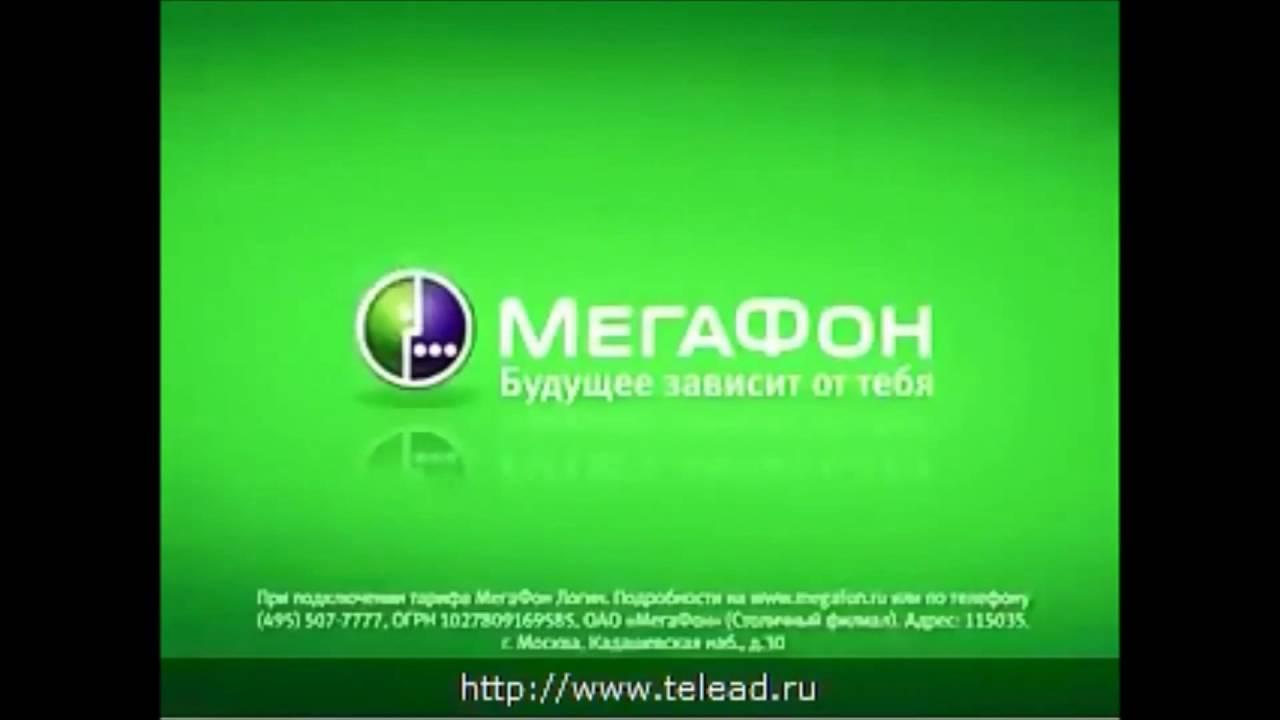 МЕГАФОН
Будущее зависит от тебя
При подключении тарифа МегаФон Логин. Подробности на www.megafon.ru или по телефону
(495) 507-7777, ОГРН 1027809169585, ОАО «МегаФон» (Столичный филиал). Адрес: 115035,
г. Москва, Кадашевская наб., д.30
http://www.telead.ru